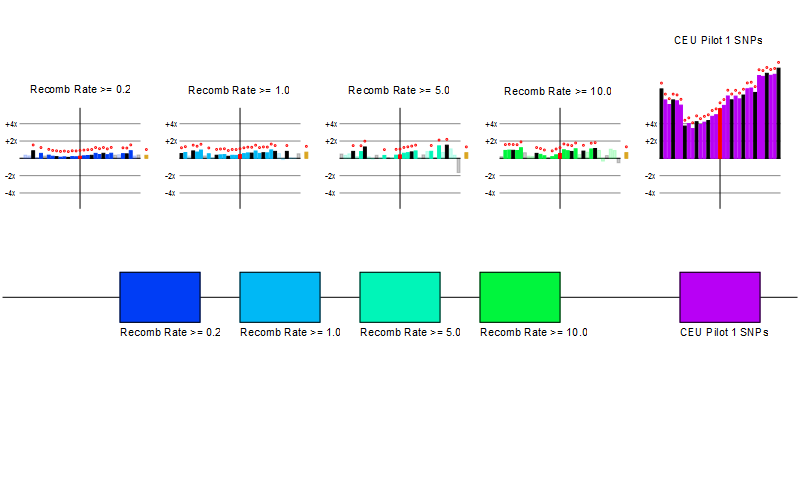 CEU Pilot 1 SNPs
Recomb Rate >= 0.2
Recomb Rate >= 1.0
Recomb Rate >= 5.0
Recomb Rate >= 10.0
+4x
+2x
-2x
-4x
+4x
+2x
-2x
-4x
+4x
+2x
-2x
-4x
+4x
+2x
-2x
-4x
+4x
+2x
-2x
-4x
Recomb Rate >= 0.2
Recomb Rate >= 1.0
Recomb Rate >= 5.0
Recomb Rate >= 10.0
CEU Pilot 1 SNPs